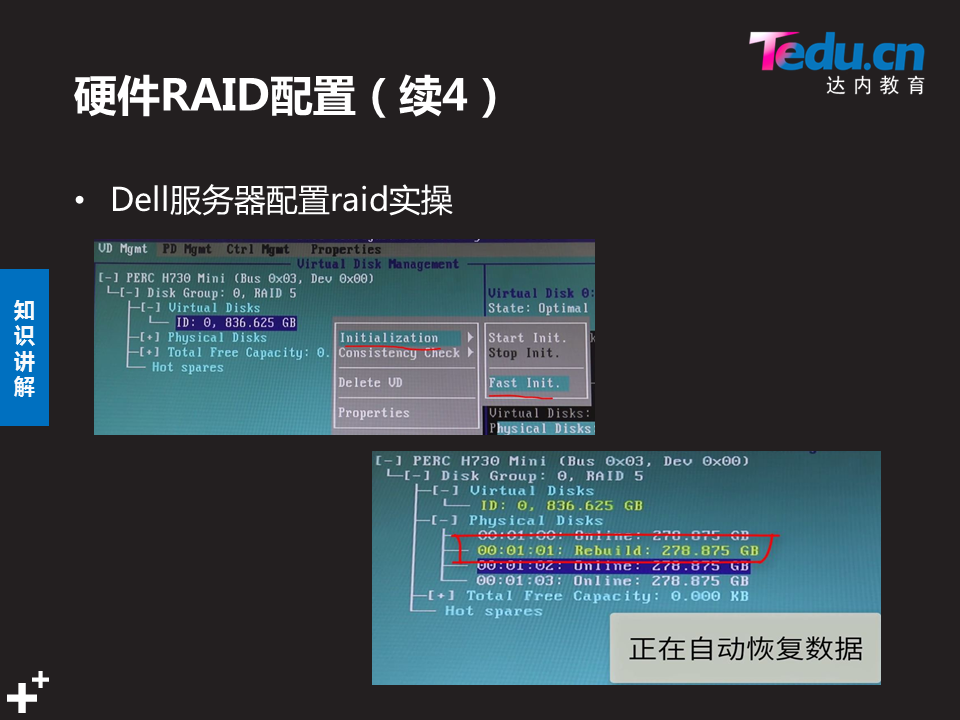 Tedu.cn
达内教育
硬件RAID配置（续4）
• Dell服务器配置raid实操
知识讲解
VD Mgmt PD Mgmt Ctrl Mgmt Properties
Virtual Disk Management
[-] PERC H730 Mini (Bus 0x03, Dev 0x00)
[-] Disk Group: 0, RAID 5
[-] Virtual Disks
ID: 0, 836.625 GB
[+] Physical Disks
[+] Total Free Capacity: 0.
Hot spares
Virtual Disk 0:
State: Optimal
Initialization
Consistency Check
Delete VD
Properties
Start Init.
Stop Init.
Fast Init.
Virtual Disks:
Physical Disks:
[-] PERC H730 Mini (Bus 0x03, Dev 0x00)
[-] Disk Group: 0, RAID 5
[-] Virtual Disks
ID: 0, 836.625 GB
[-] Physical Disks
00:01:00: Online: 278.875 GB
00:01:01: Rebuild: 278.875 GB
00:01:02: Online: 278.875 GB
00:01:03: Online: 278.875 GB
[+] Total Free Capacity: 0.000 KB
Hot spares
正在自动恢复数据